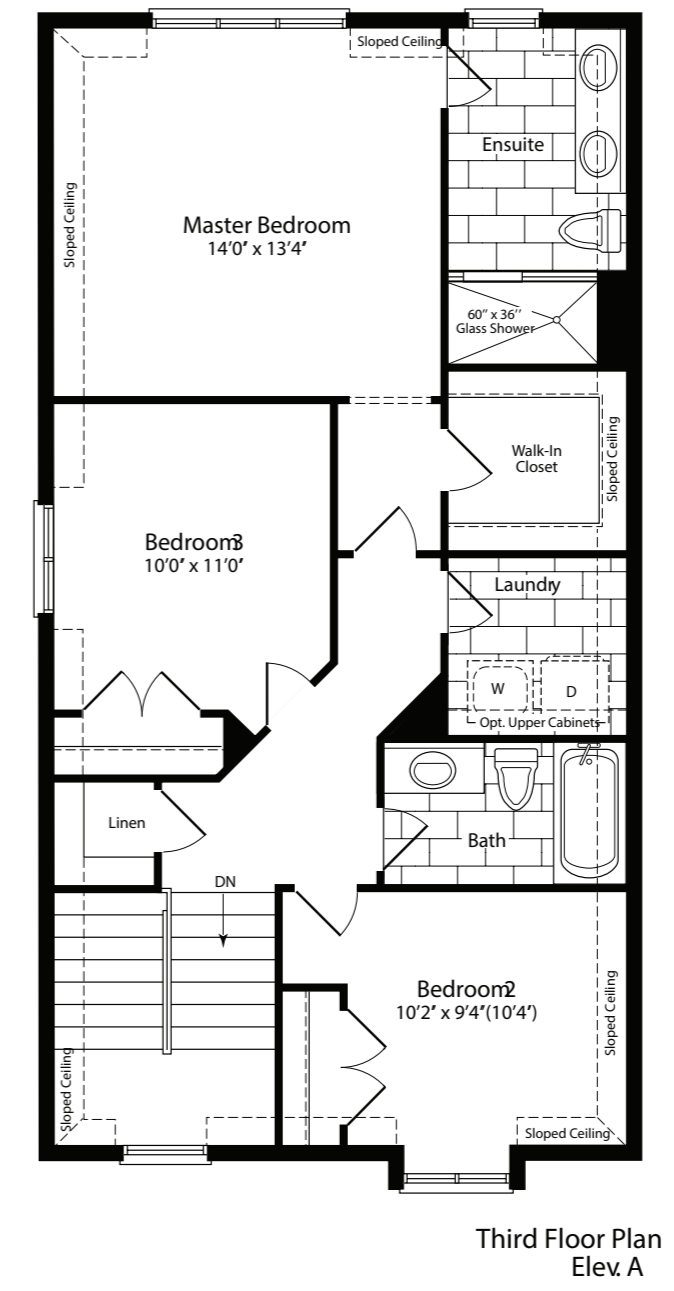 Sloped Ceiling
Ensuite
Sloped Ceiling
Master Bedroom
14'0" x 13'4"
60" x 36''
Glass Shower
Walk-In
Closet
Sloped Ceiling
Bedroom3
10'0" x 11'0"
Laundry
W
D
Opt. Upper Cabinets
Linen
Bath
DN
Bedroom2
10'2" x 9'4"(10'4')
Sloped Ceiling
Sloped Ceiling
Sloped Ceiling
Third Floor Plan
Elev. A